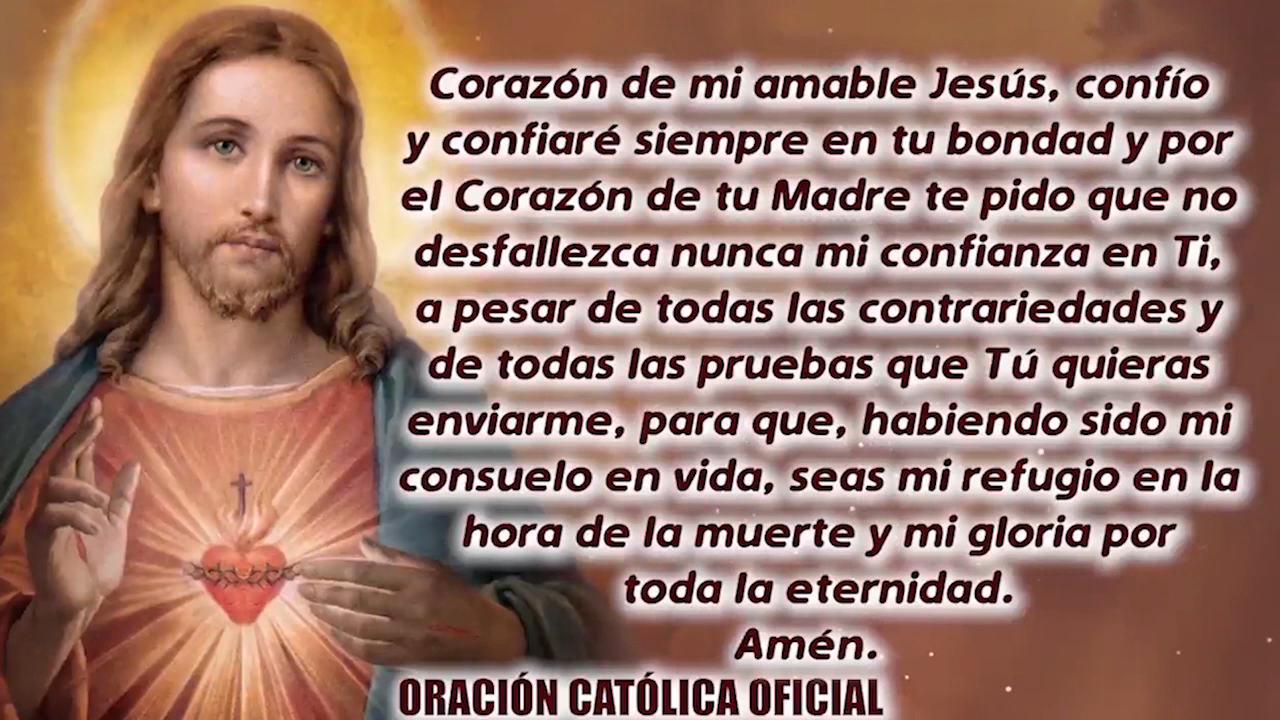 Corazón de mi amable Jesús, confío
y confiaré siempre en tu bondad y por
el Corazón de tu Madre te pido que no
desfallezca nunca mi confianza en Ti,
a pesar de todas las contrariedades y
de todas las pruebas que Tú quieras
enviarme, para que, habiendo sido mi
consuelo en vida, seas mi refugio en la
hora de la muerte y mi gloria por
toda la eternidad.
Amén.
ORACIÓN CATÓLICA OFICIAL